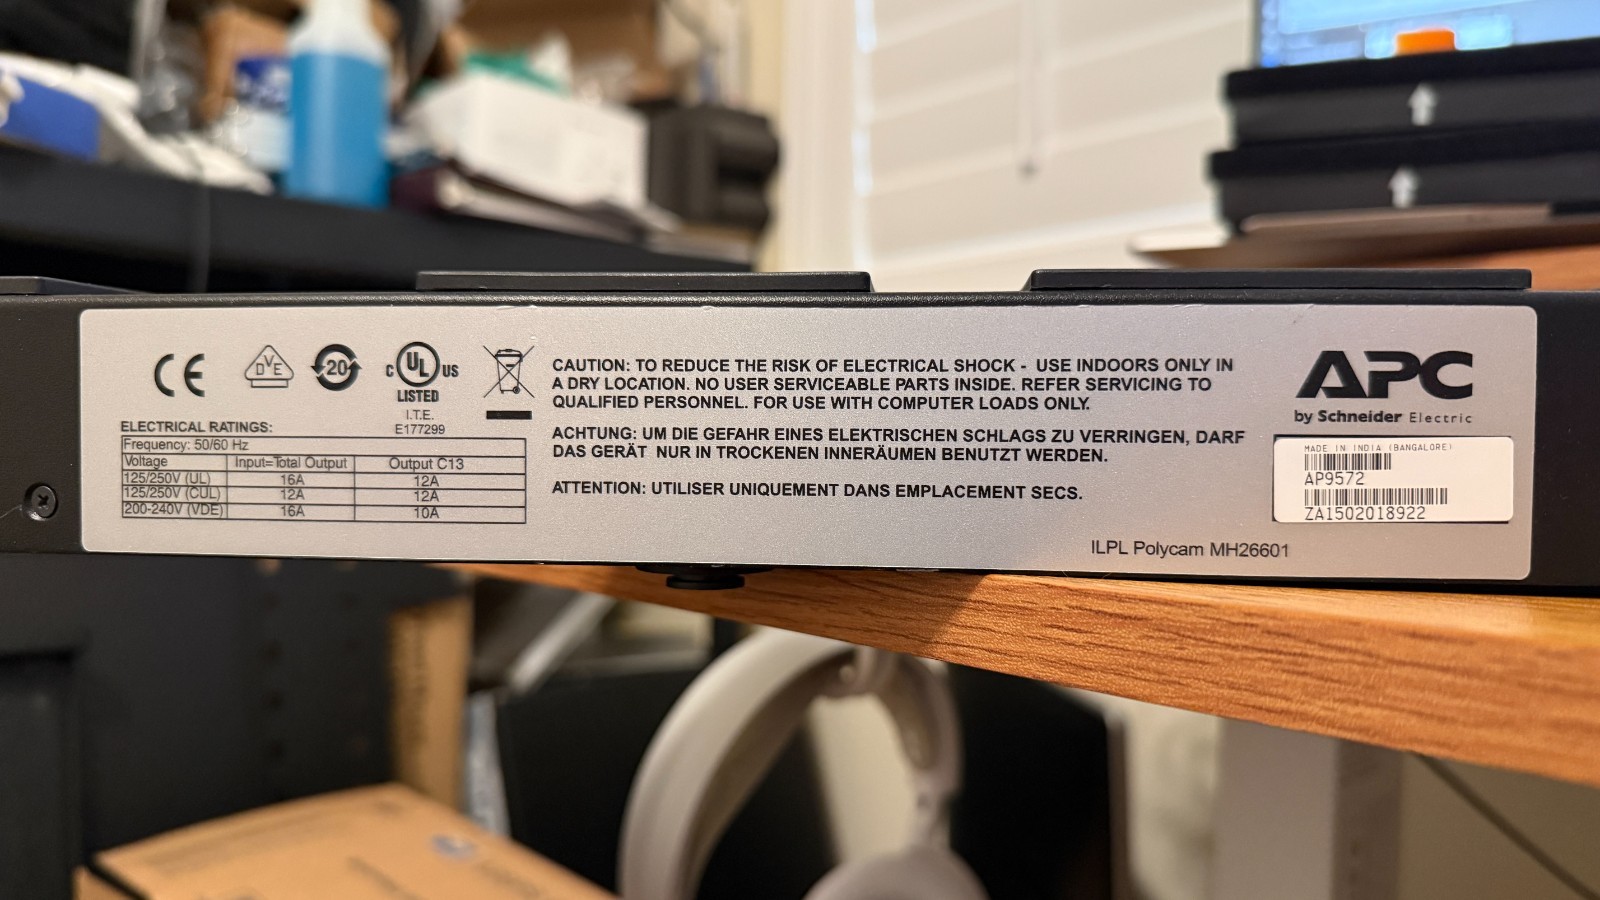 CE
VDE
20
c UL US
LISTED
I.T.E.
E177299
ELECTRICAL RATINGS:
Frequency: 50/60 Hz
Voltage Input=Total Output Output C13
125/250V (UL) 16A 12A
125/250V (CUL) 12A 12A
200-240V (VDE) 16A 10A
CAUTION: TO REDUCE THE RISK OF ELECTRICAL SHOCK - USE INDOORS ONLY IN
A DRY LOCATION. NO USER SERVICEABLE PARTS INSIDE. REFER SERVICING TO
QUALIFIED PERSONNEL. FOR USE WITH COMPUTER LOADS ONLY.
ACHTUNG: UM DIE GEFAHR EINES ELEKTRISCHEN SCHLAGS ZU VERRINGEN, DARF
DAS GERÄT NUR IN TROCKENEN INNERÄUMEN BENUTZT WERDEN.
ATTENTION: UTILISER UNIQUEMENT DANS EMPLACEMENT SECS.
APC
by Schneider Electric
MADE IN INDIA (BANGALORE)
AP9572
ZA1502018922
ILPL Polycam MH26601